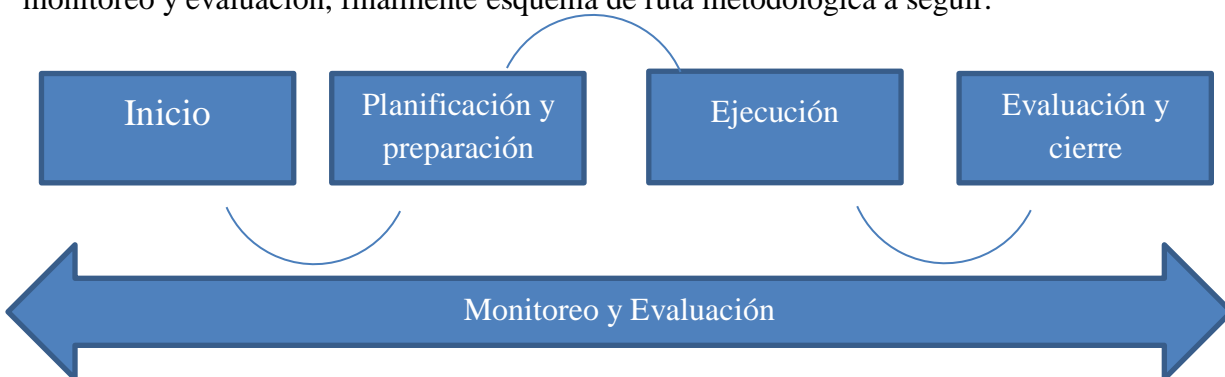 monitoreo y evaluación, finalmente esquema de ruta metodológica a seguir:
Inicio
Planificación y
preparación
Ejecución
Evaluación y
cierre
Monitoreo y Evaluación